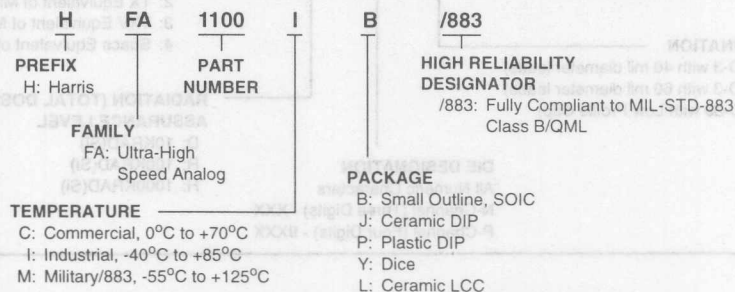 H FA 1100 I B /883
PREFIX
H: Harris
PART
NUMBER
HIGH RELIABILITY
DESIGNATOR
/883: Fully Compliant to MIL-STD-883
Class B/QML
FAMILY
FA: Ultra-High
Speed Analog
TEMPERATURE
C: Commercial, 0°C to +70°C
I: Industrial, -40°C to +85°C
M: Military/883, -55°C to +125°C
PACKAGE
B: Small Outline, SOIC
J: Ceramic DIP
P: Plastic DIP
Y: Dice
L: Ceramic LCC